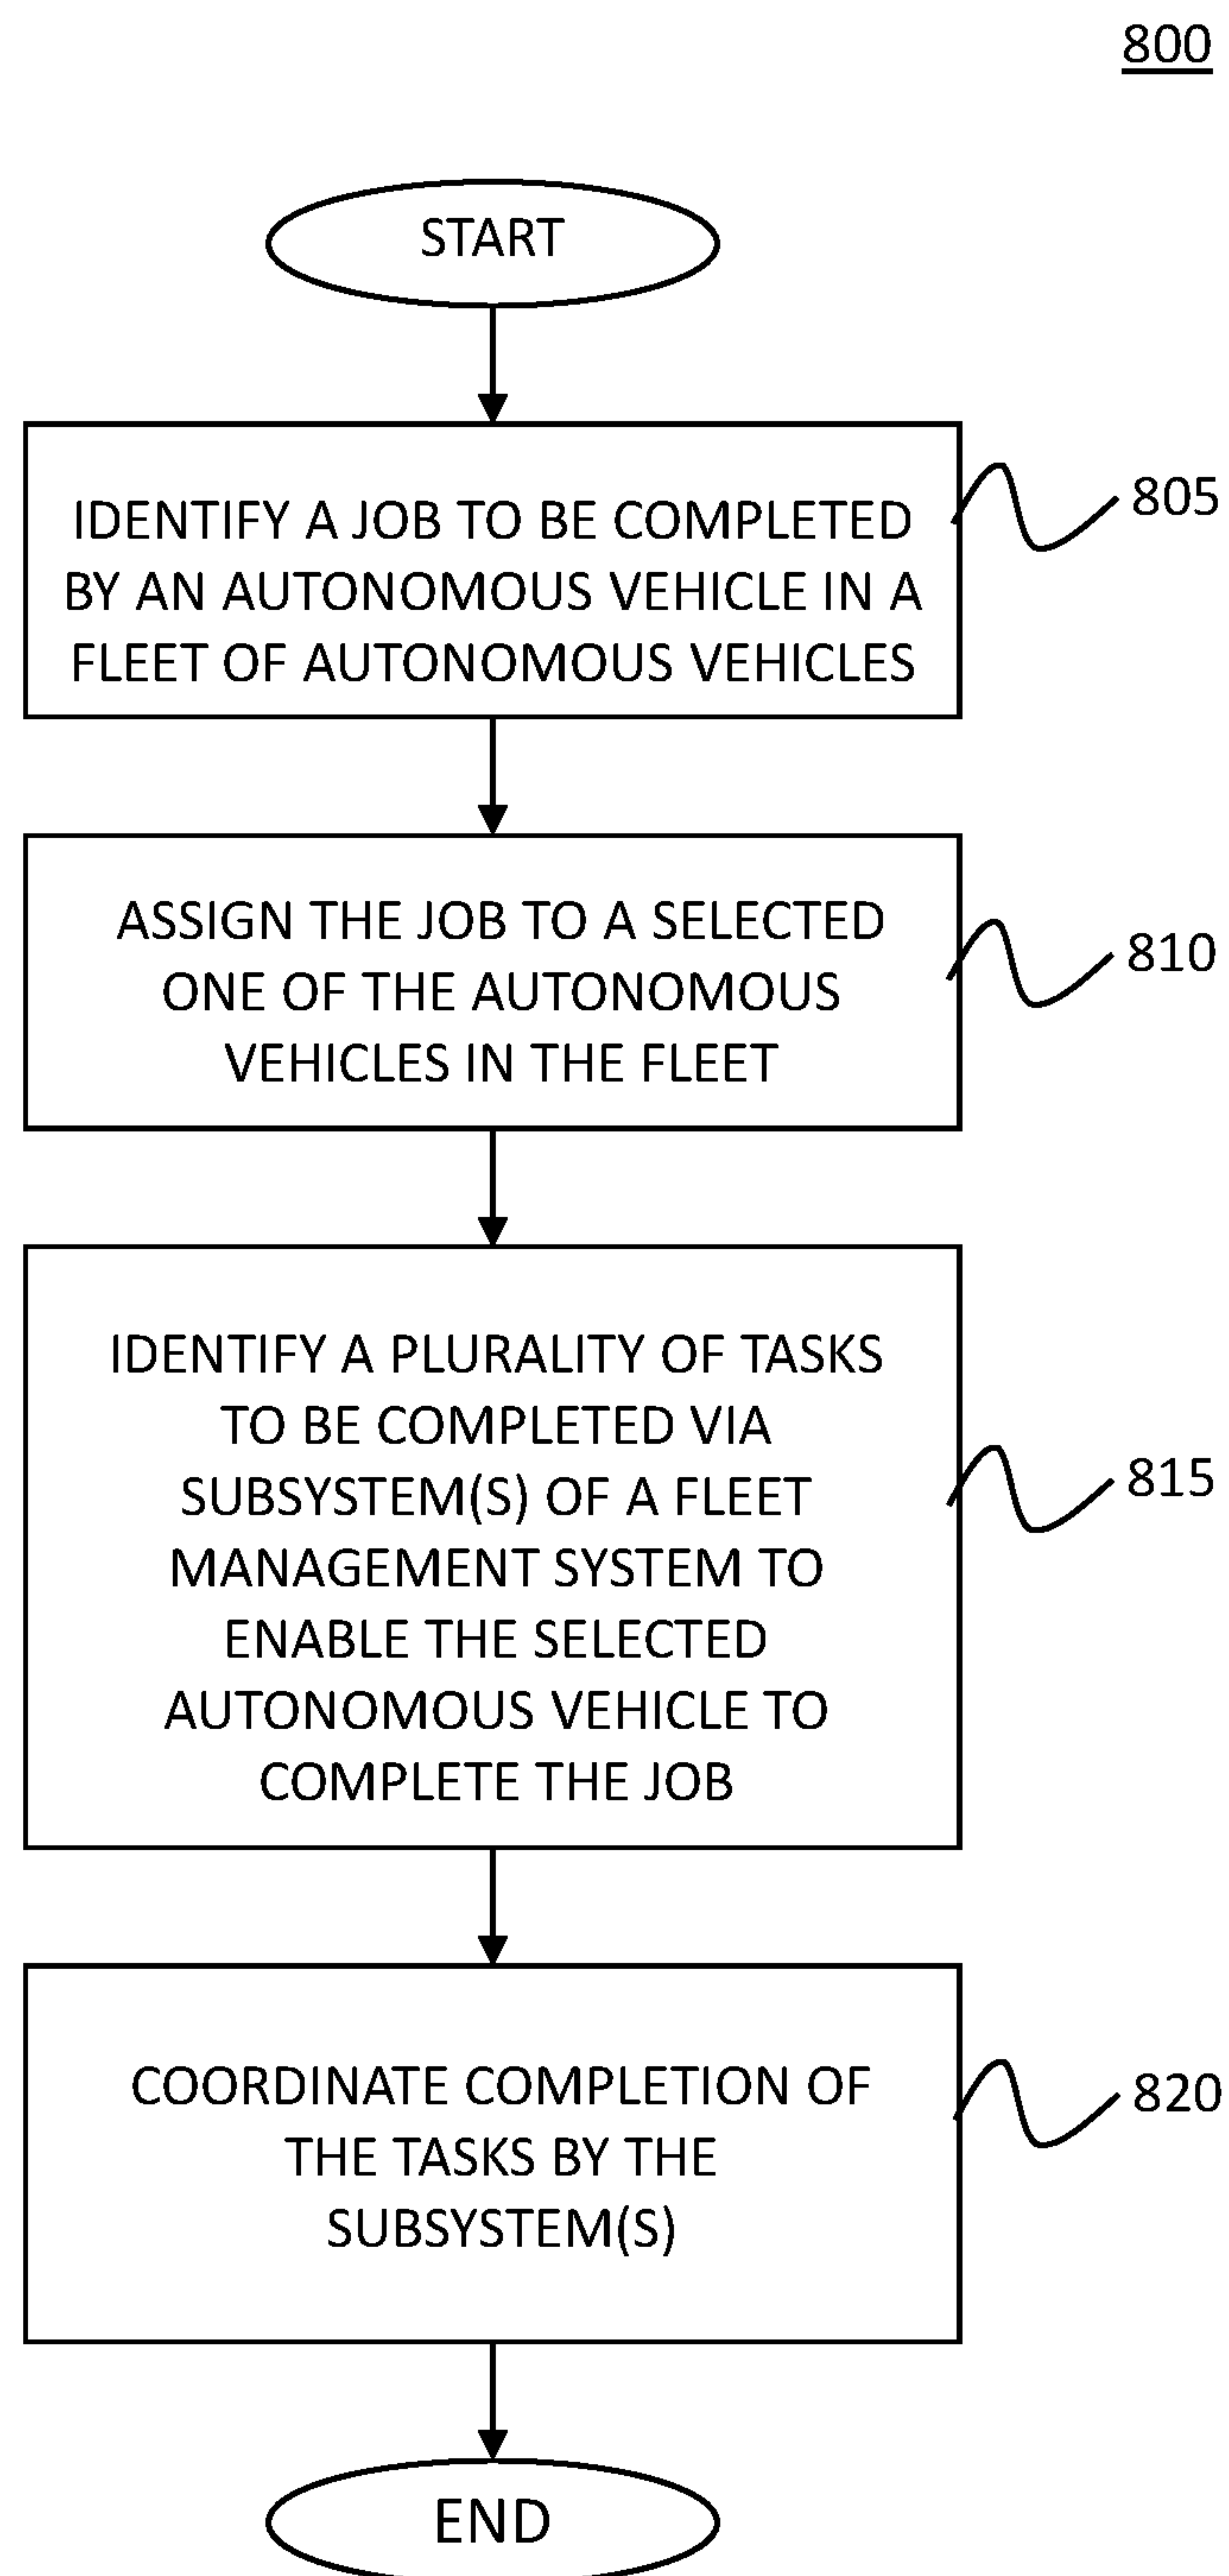 800
START
IDENTIFY A JOB TO BE COMPLETED
BY AN AUTONOMOUS VEHICLE IN A
FLEET OF AUTONOMOUS VEHICLES
805
ASSIGN THE JOB TO A SELECTED
ONE OF THE AUTONOMOUS
VEHICLES IN THE FLEET
810
IDENTIFY A PLURALITY OF TASKS
TO BE COMPLETED VIA
SUBSYSTEM(S) OF A FLEET
MANAGEMENT SYSTEM TO
ENABLE THE SELECTED
AUTONOMOUS VEHICLE TO
COMPLETE THE JOB
815
COORDINATE COMPLETION OF
THE TASKS BY THE
SUBSYSTEM(S)
820
END